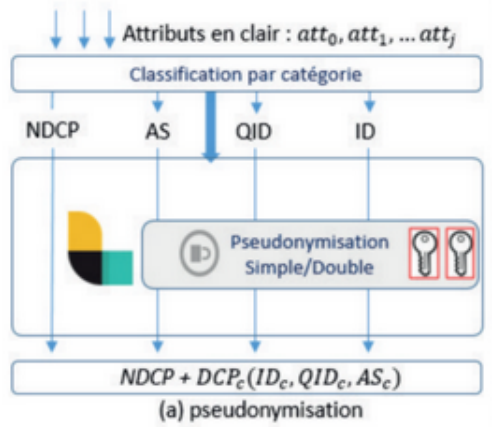 Attributs en clair : att₀, att₁, ... attⱼ
Classification par catégorie
NDCP AS QID ID
Pseudonymisation
Simple/Double
NDCP + DCP꜀(ID꜀, QID꜀, AS꜀)
(a) pseudonymisation